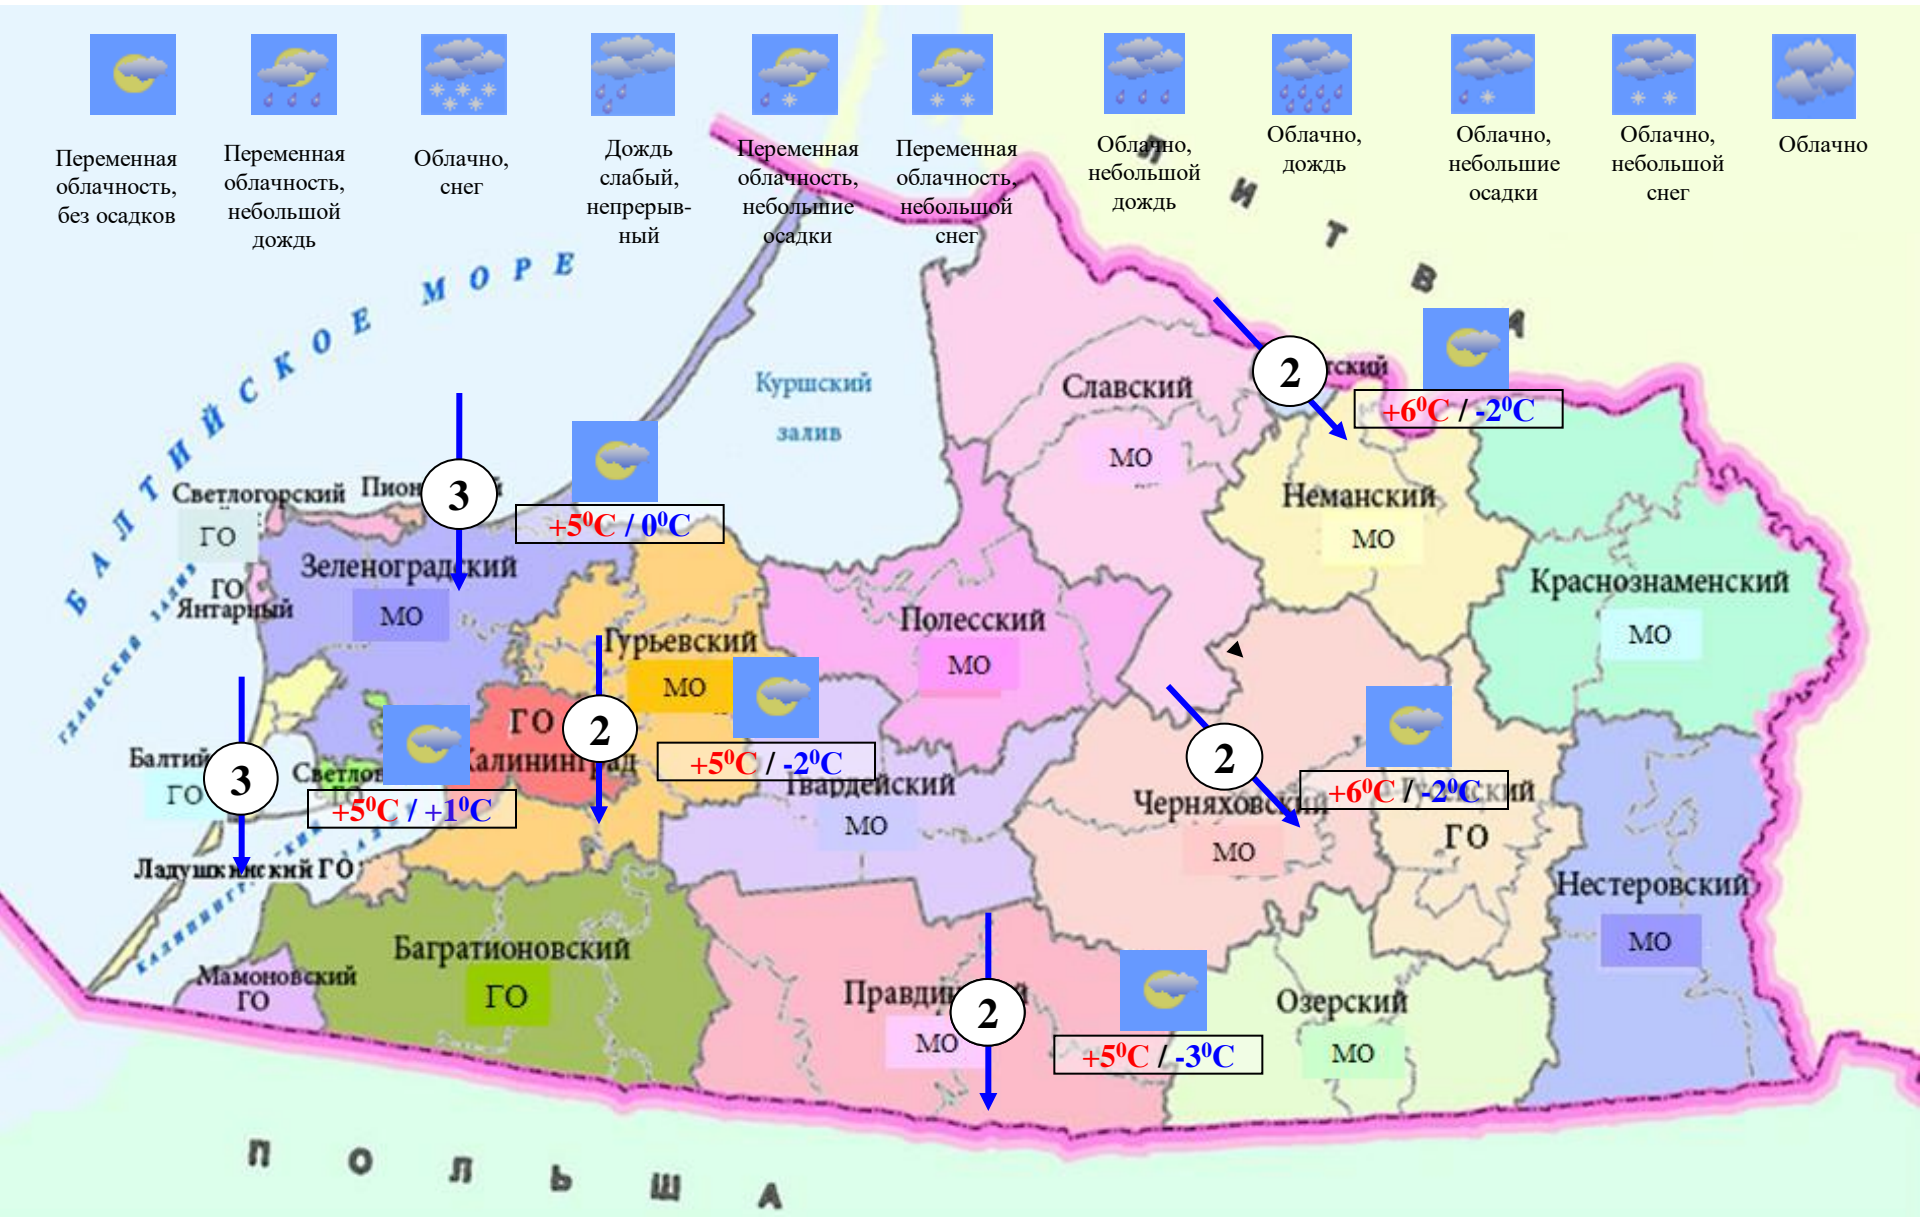 Переменная
облачность,
без осадков
Переменная
облачность,
небольшой
дождь
Облачно,
снег
Дождь
слабый,
непрерыв-
ный
Переменная
облачность,
небольшие
осадки
Переменная
облачность,
небольшой
снег
Облачно,
небольшой
дождь
Облачно,
дождь
Облачно,
небольшие
осадки
Облачно,
небольшой
снег
Облачно
ЛИТВА
БАЛТИЙСКОЕ МОРЕ
Куршский
залив
Славский
МО
2
+6⁰С / -2⁰С
Светлогорский
ГО
3
+5⁰С / 0⁰С
Неманский
МО
Зеленоградский
МО
ГО
Янтарный
Краснознаменский
МО
Полесский
МО
Гурьевский
МО
ГО
Калининград
2
+5⁰С / -2⁰С
3
ГО
+5⁰С / +1⁰С
Гвардейский
МО
2
Черняховский
МО
+6⁰С / -2⁰С
ГО
Ладушкинский ГО
Нестеровский
МО
Багратионовский
ГО
Мамоновский
ГО
Правдинский
МО
2
+5⁰С / -3⁰С
Озерский
МО
ПОЛЬША